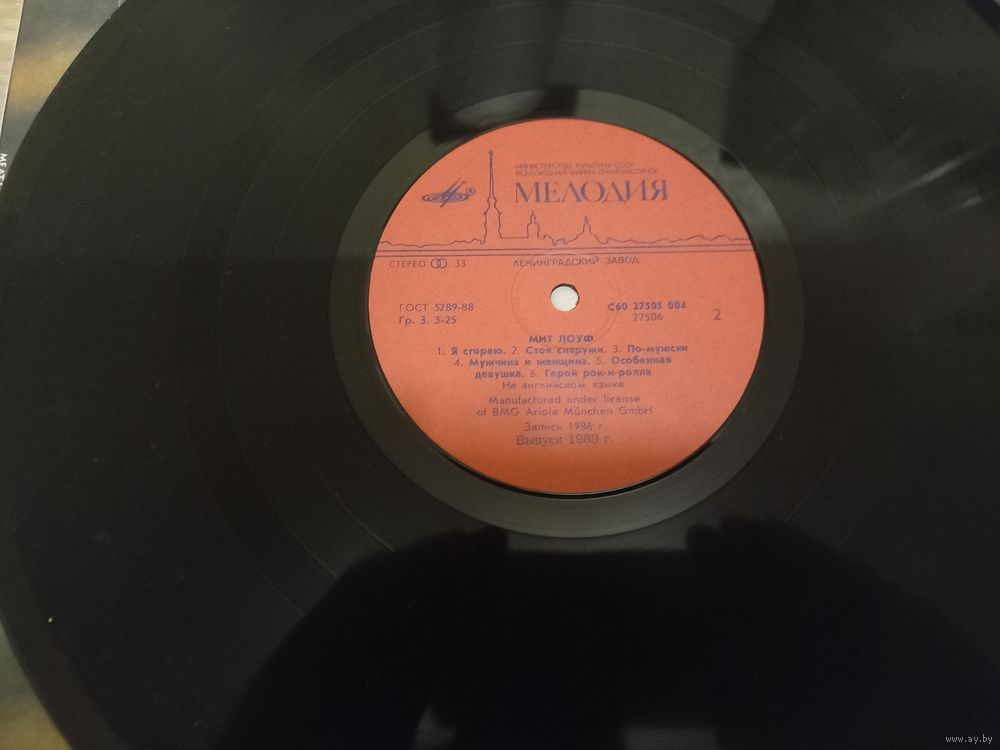 МИНИСТЕРСТВО КУЛЬТУРЫ СССР
ВСЕСОЮЗНАЯ ФИРМА ГРАМПЛАСТИНОК
МЕЛОДИЯ
СТЕРЕО 33
ЛЕНИНГРАДСКИЙ ЗАВОД
ГОСТ 5289-88
Гр. 3. 3-25
С60 27505 004
27506
2
МИТ ЛОУФ
1. Я сгораю. 2. Стоя снаружи. 3. По-мужски
4. Мужчина и женщина. 5. Особенная
девушка. 6. Герой рок-н-ролла
На английском языке
Manufactured under license
of BMG Ariola München GmbH
Запись 1986 г.
Выпуск 1989 г.
www.ay.by